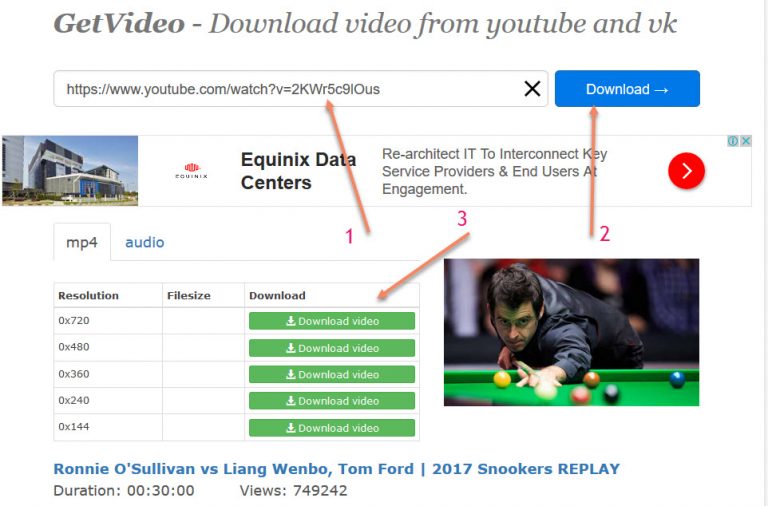 GetVideo - Download video from youtube and vk
https://www.youtube.com/watch?v=2KWr5c9lOus
Download →
EQUINIX
Equinix Data
Centers
Re-architect IT To Interconnect Key
Service Providers & End Users At
Engagement.
1
3
2
mp4
audio
Resolution Filesize Download
0x720 Download video
0x480 Download video
0x360 Download video
0x240 Download video
0x144 Download video
Ronnie O'Sullivan vs Liang Wenbo, Tom Ford | 2017 Snookers REPLAY
Duration: 00:30:00 Views: 749242